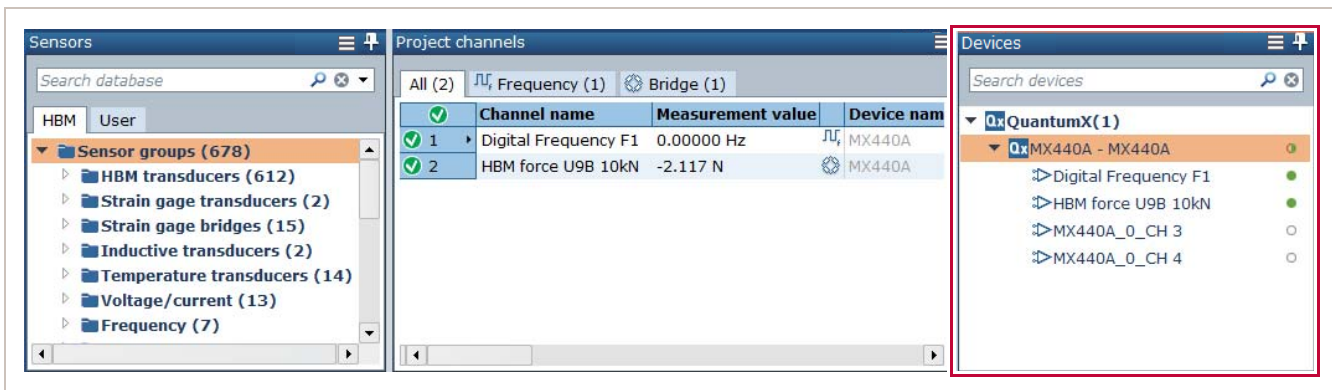 Sensors
Search database
HBM User
Sensor groups (678)
HBM transducers (612)
Strain gage transducers (2)
Strain gage bridges (15)
Inductive transducers (2)
Temperature transducers (14)
Voltage/current (13)
Frequency (7)
Project channels
All (2) Frequency (1) Bridge (1)
Channel name Measurement value Device nam
1 Digital Frequency F1 0.00000 Hz MX440A
2 HBM force U9B 10kN -2.117 N MX440A
Devices
Search devices
QuantumX(1)
MX440A - MX440A
Digital Frequency F1
HBM force U9B 10kN
MX440A_0_CH 3
MX440A_0_CH 4